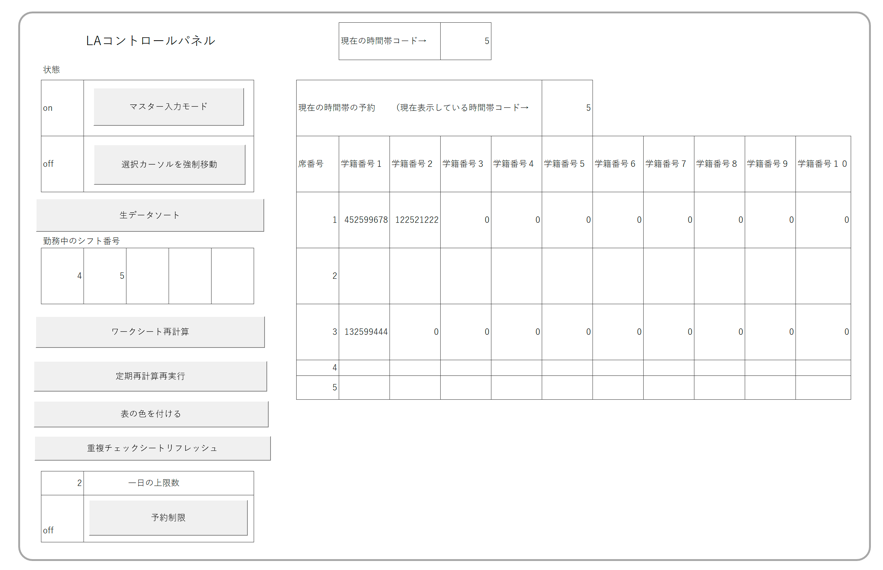 LAコントロールパネル
現在の時間帯コード→ 5
状態
on マスター入力モード
off 選択カーソルを強制移動
生データソート
勤務中のシフト番号
4 5
ワークシート再計算
定期再計算再実行
表の色を付ける
重複チェックシートリフレッシュ
2 一日の上限数
off 予約制限
現在の時間帯の予約 （現在表示している時間帯コード→ 5
席番号 学籍番号１ 学籍番号２ 学籍番号３ 学籍番号４ 学籍番号５ 学籍番号６ 学籍番号７ 学籍番号８ 学籍番号９ 学籍番号１０
1 452599678 122521222 0 0 0 0 0 0 0 0
2
3 132599444 0 0 0 0 0 0 0 0 0
4
5